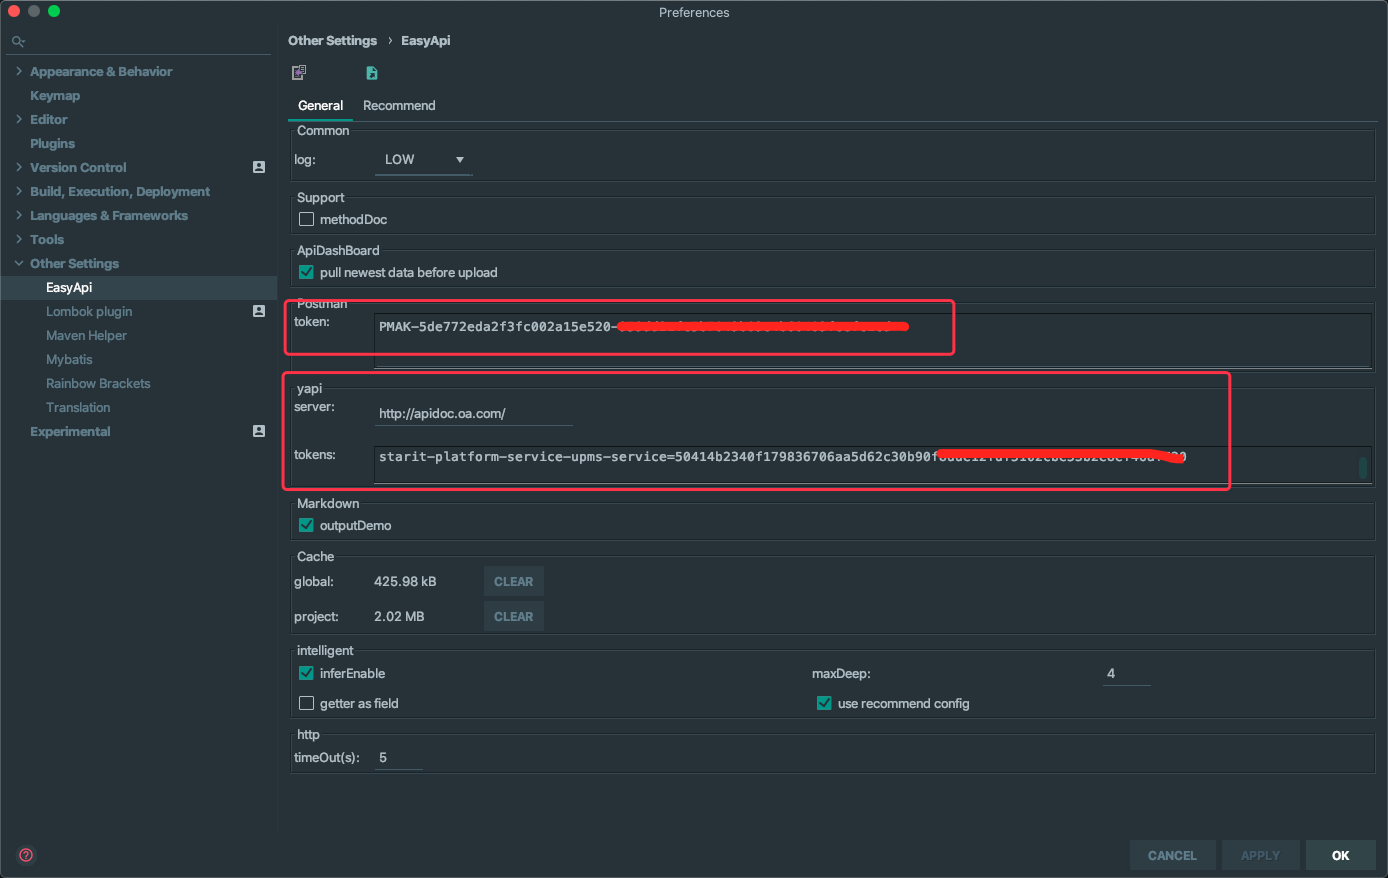 Preferences
Appearance & Behavior
Keymap
Editor
Plugins
Version Control
Build, Execution, Deployment
Languages & Frameworks
Tools
Other Settings
EasyApi
Lombok plugin
Maven Helper
Mybatis
Rainbow Brackets
Translation
Experimental
Other Settings › EasyApi
General Recommend
Common
log: LOW
Support
methodDoc
ApiDashBoard
pull newest data before upload
Postman
token: PMAK-5de772eda2f3fc002a15e520-
yapi
server: http://apidoc.oa.com/
tokens: starit-platform-service-upms-service=50414b2340f179836706aa5d62c30b90f
Markdown
outputDemo
Cache
global: 425.98 kB CLEAR
project: 2.02 MB CLEAR
intelligent
inferEnable maxDeep: 4
getter as field use recommend config
http
timeOut(s): 5
? CANCEL APPLY OK